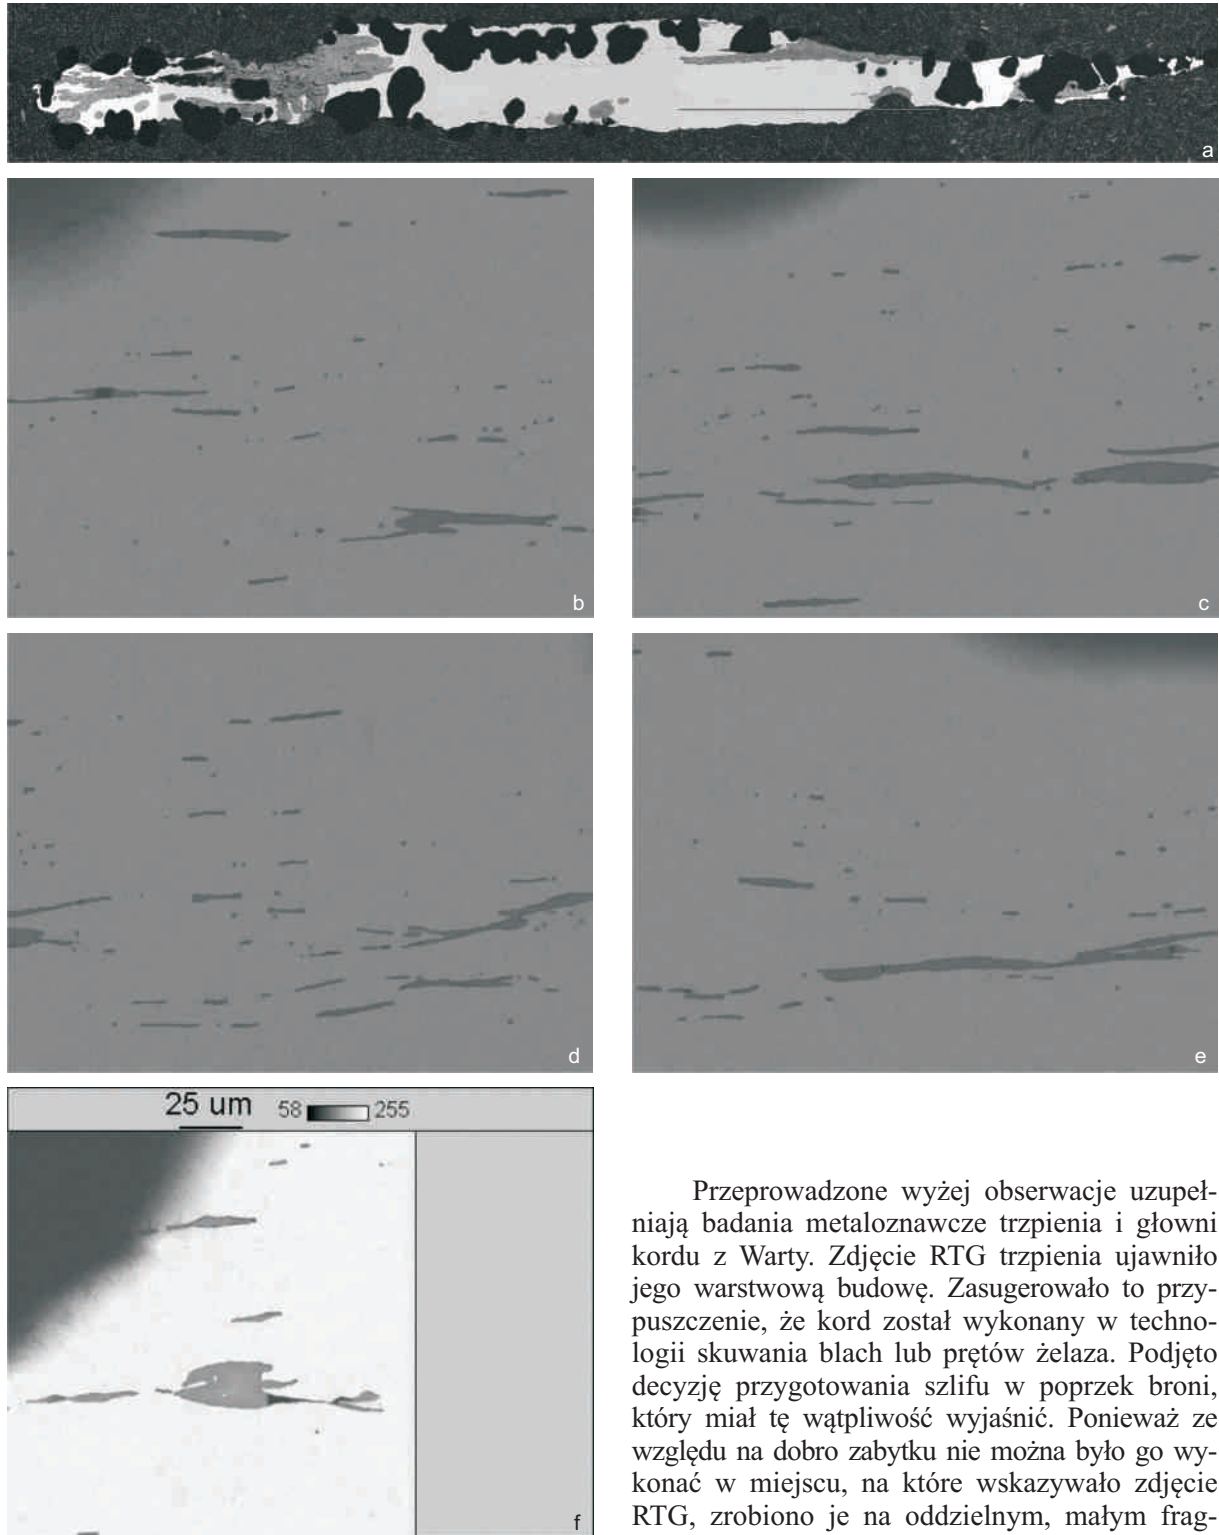 a
b
c
d
e
25 um 58 255
f
Przeprowadzone wyżej obserwacje uzupeł-
niają badania metaloznawcze trzpienia i głowni
kordu z Warty. Zdjęcie RTG trzpienia ujawniło
jego warstwową budowę. Zasugerowało to przy-
puszczenie, że kord został wykonany w techno-
logii skuwania blach lub prętów żelaza. Podjęto
decyzję przygotowania szlifu w poprzek broni,
który miał tę wątpliwość wyjaśnić. Ponieważ ze
względu na dobro zabytku nie można było go wy-
konać w miejscu, na które wskazywało zdjęcie
RTG, zrobiono je na oddzielnym, małym frag-